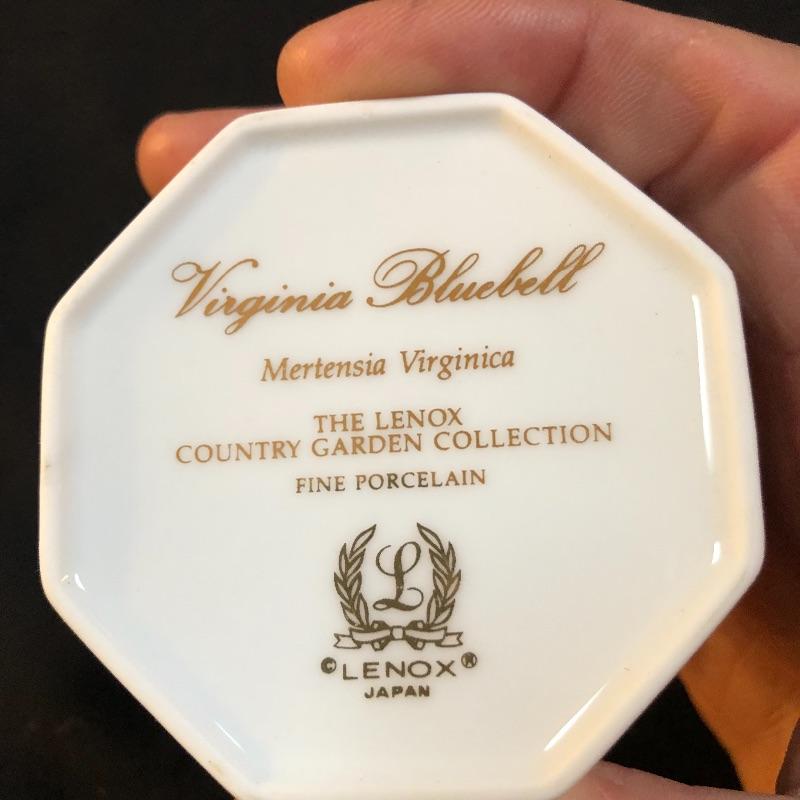 Virginia Bluebell
Mertensia Virginica
THE LENOX
COUNTRY GARDEN COLLECTION
FINE PORCELAIN
L
©LENOX®
JAPAN